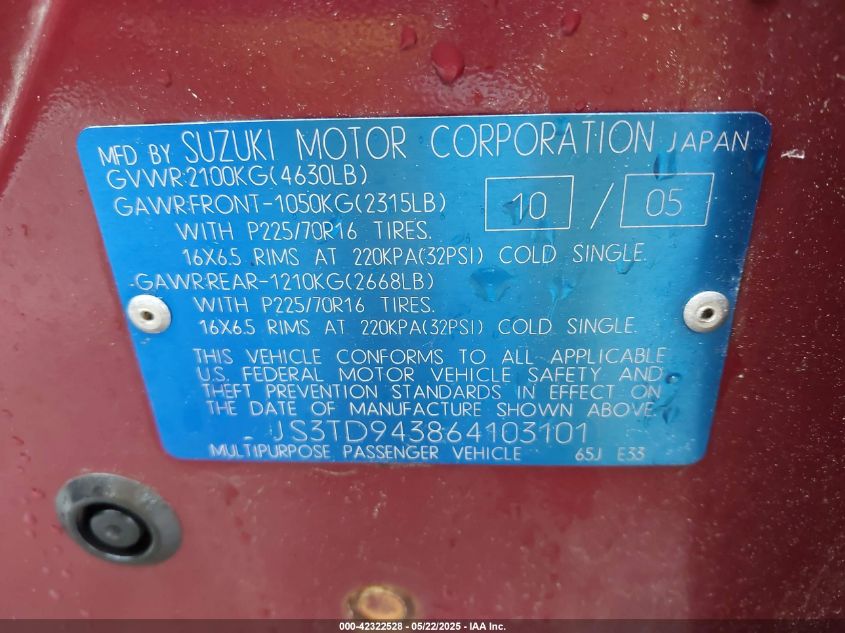 MFD BY SUZUKI MOTOR CORPORATION JAPAN
GVWR:2100KG(4630LB)
GAWR:FRONT-1050KG(2315LB) 10 / 05
WITH P225/70R16 TIRES.
16X6.5 RIMS AT 220KPA(32PSI) COLD SINGLE.
GAWR:REAR-1210KG(2668LB)
WITH P225/70R16 TIRES.
16X6.5 RIMS AT 220KPA(32PSI) COLD SINGLE.
THIS VEHICLE CONFORMS TO ALL APPLICABLE
U.S. FEDERAL MOTOR VEHICLE SAFETY AND
THEFT PREVENTION STANDARDS IN EFFECT ON
THE DATE OF MANUFACTURE SHOWN ABOVE.
JS3TD943864103101
MULTIPURPOSE PASSENGER VEHICLE 65J E33
000-42322528 - 05/22/2025 - IAA Inc.